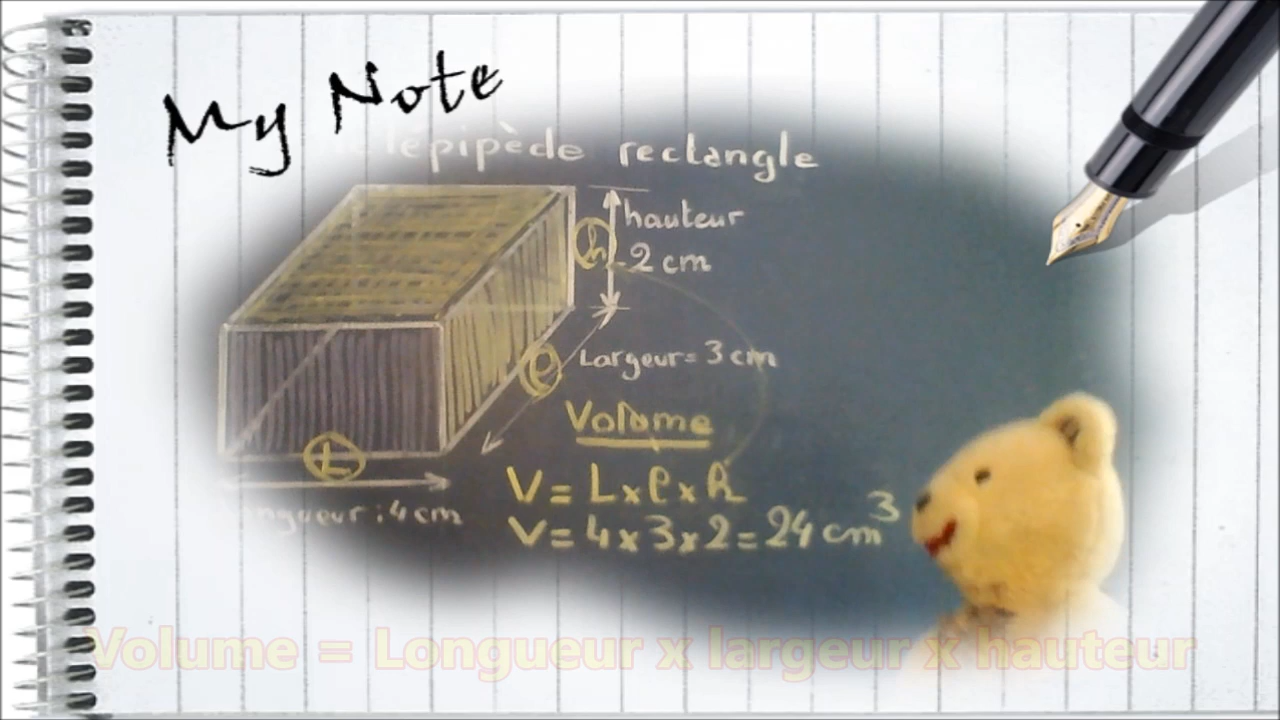 My Note
lépipède rectangle
hauteur
h
2 cm
Largeur = 3 cm
l
Volume
L
V = L x l x h
ngueur : 4 cm
V = 4 x 3 x 2 = 24 cm³
Volume = Longueur x largeur x hauteur